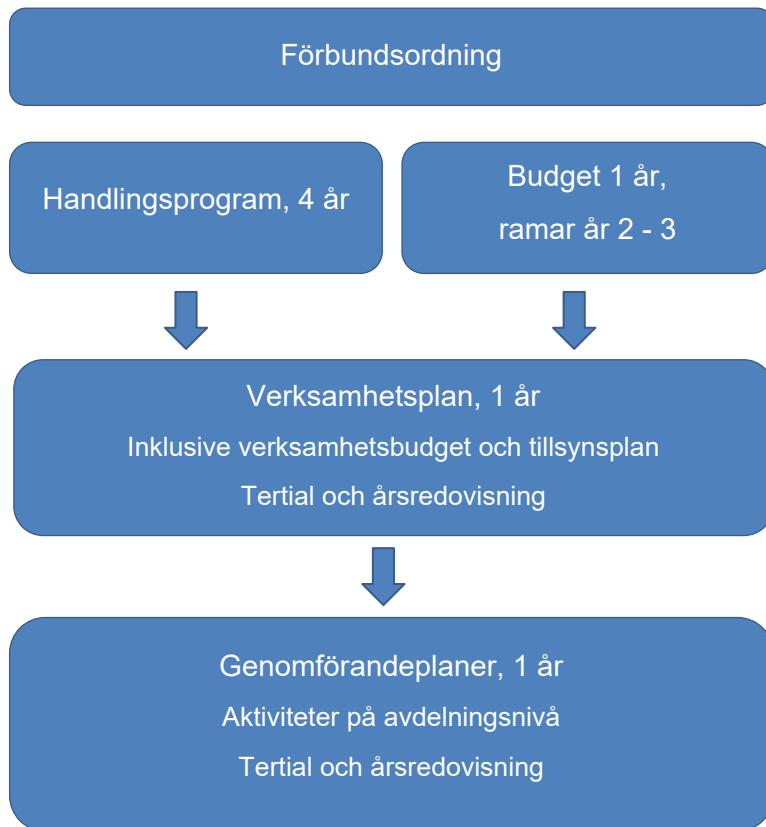 Förbundsordning
Handlingsprogram, 4 år
Budget 1 år,
ramar år 2 - 3
Verksamhetsplan, 1 år
Inklusive verksamhetsbudget och tillsynsplan
Tertial och årsredovisning
Genomförandeplaner, 1 år
Aktiviteter på avdelningsnivå
Tertial och årsredovisning